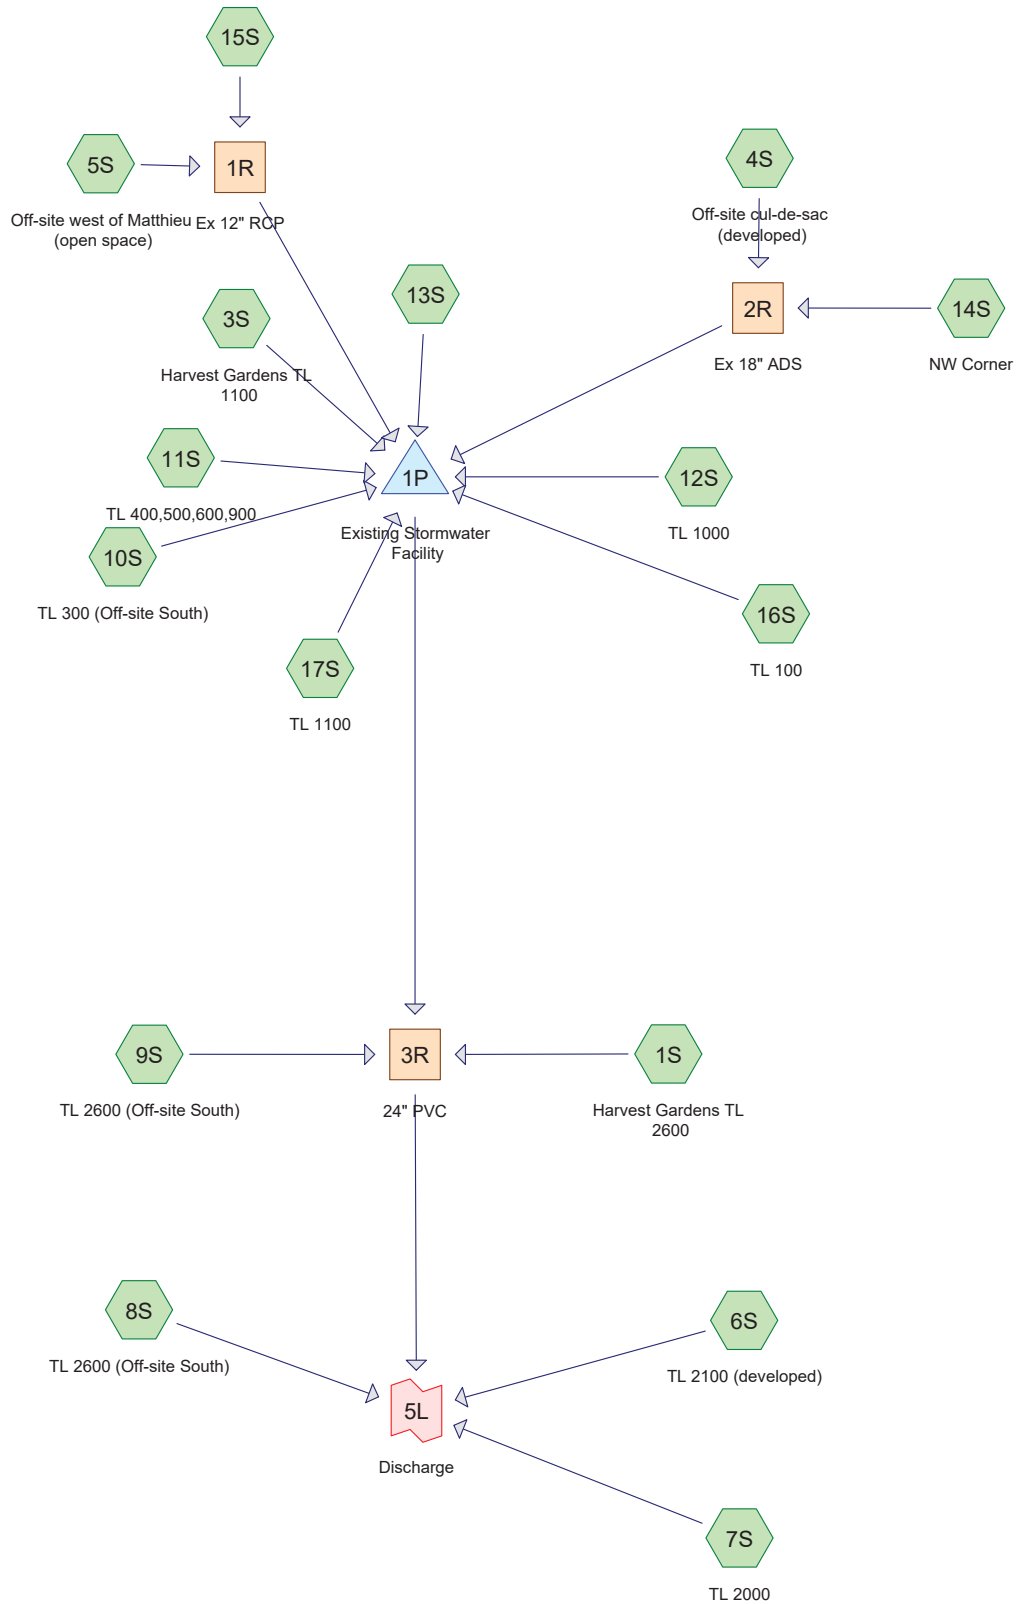 15S
5S
Off-site west of Matthieu
(open space)
1R
Ex 12" RCP
4S
Off-site cul-de-sac
(developed)
13S
3S
Harvest Gardens TL
1100
2R
Ex 18" ADS
14S
NW Corner
11S
TL 400,500,600,900
1P
Existing Stormwater
Facility
12S
TL 1000
10S
TL 300 (Off-site South)
16S
TL 100
17S
TL 1100
9S
TL 2600 (Off-site South)
3R
24" PVC
1S
Harvest Gardens TL
2600
8S
TL 2600 (Off-site South)
6S
TL 2100 (developed)
5L
Discharge
7S
TL 2000